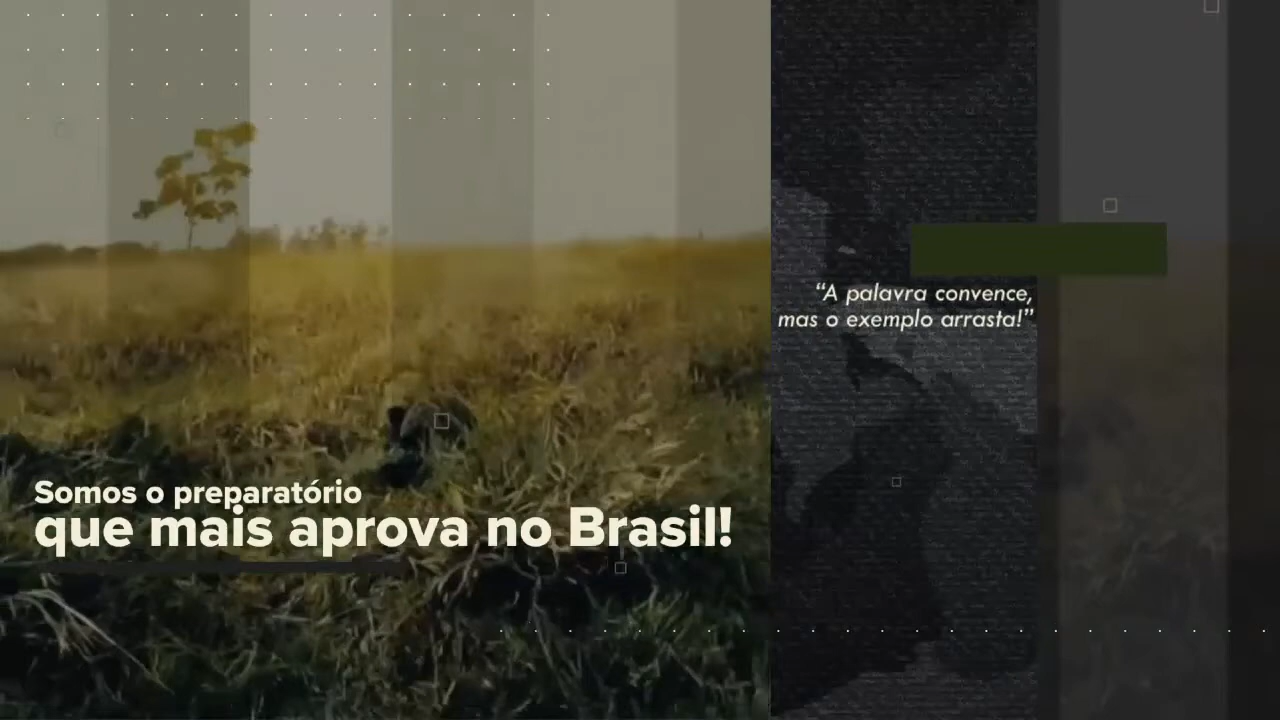 Somos o preparatório
que mais aprova no Brasil!
“A palavra convence,
mas o exemplo arrasta!”